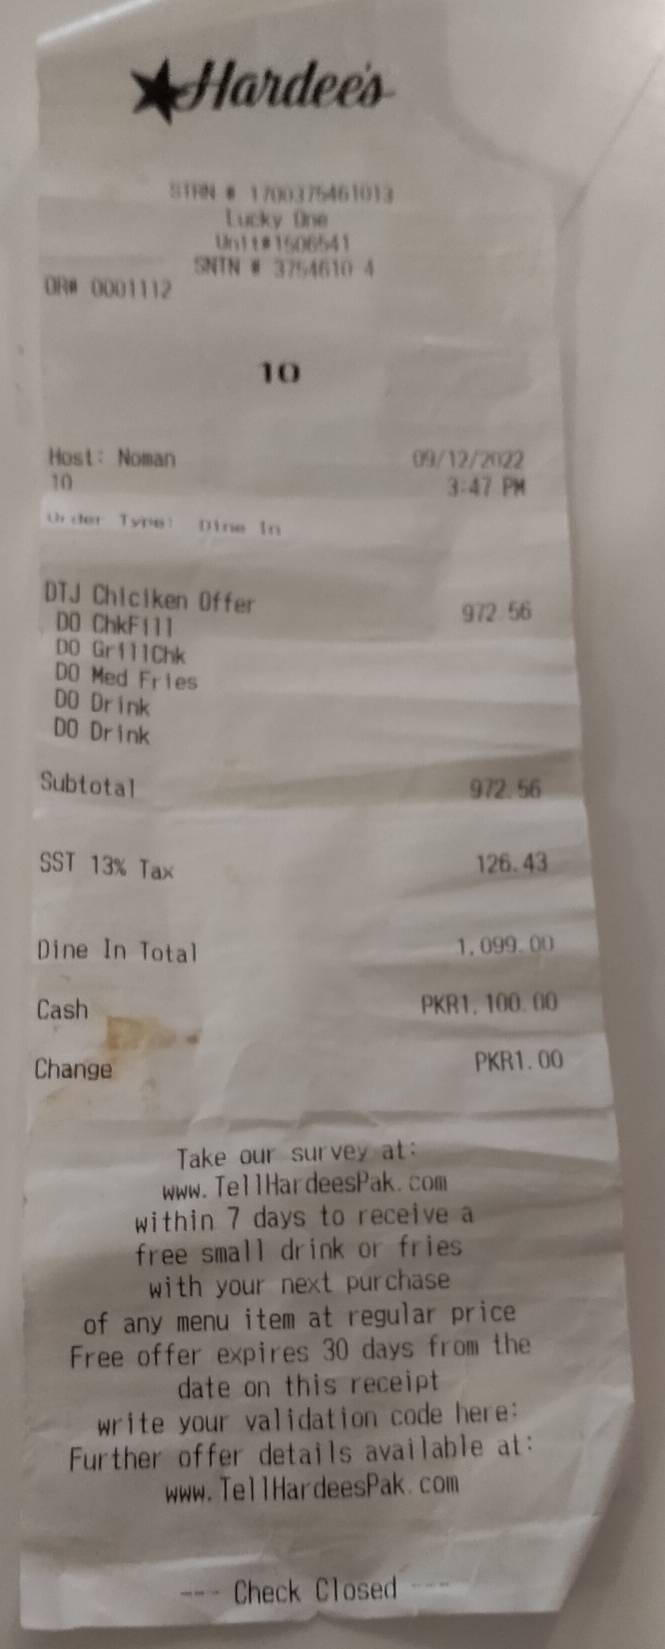 Hardee's
STRN # 1700375461013
Lucky One
Unit#1506541
SNTN # 3754610-4
OR# 0001112
10
Host: Noman 09/12/2022
10 3:47 PM
Order Type: Dine In
DTJ Chiciken Offer 972.56
DO ChkFill
DO GrillChk
DO Med Fries
DO Drink
DO Drink
Subtotal 972.56
SST 13% Tax 126.43
Dine In Total 1,099.00
Cash PKR1,100.00
Change PKR1.00
Take our survey at:
www.TellHardeesPak.com
within 7 days to receive a
free small drink or fries
with your next purchase
of any menu item at regular price
Free offer expires 30 days from the
date on this receipt
write your validation code here:
Further offer details available at:
www.TellHardeesPak.com
--- Check Closed ---